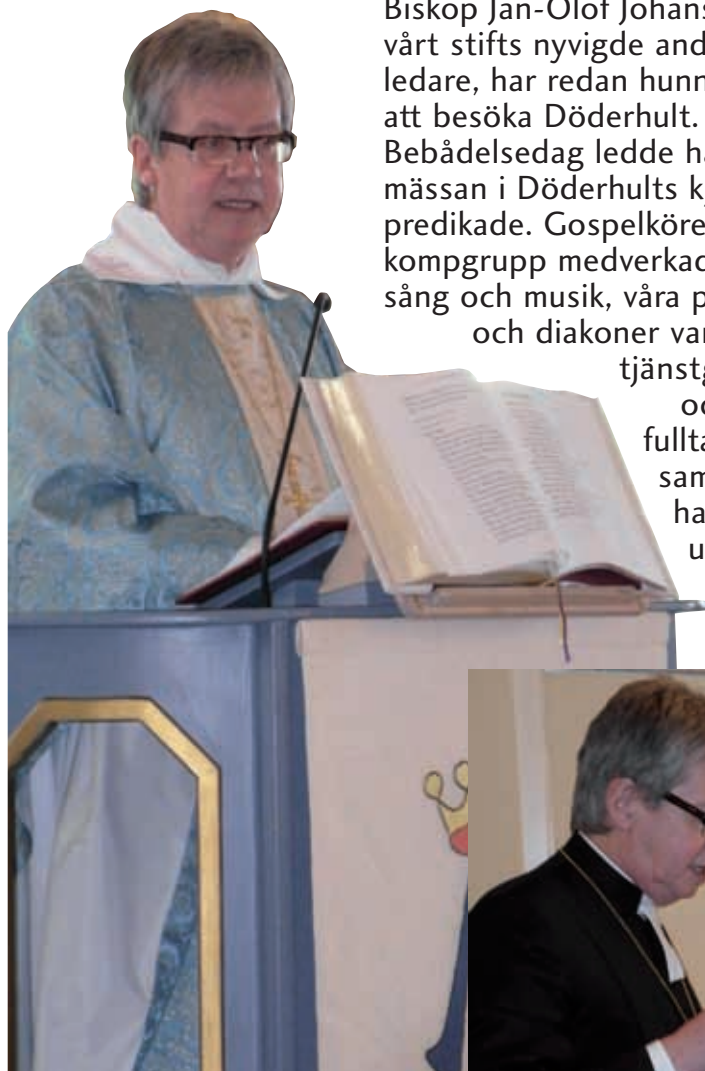 Biskop Jan-Olof Johans
vårt stifts nyvigde and
ledare, har redan hunn
att besöka Döderhult.
Bebådelsedag ledde ha
mässan i Döderhults k
predikade. Gospelköre
kompgrupp medverkad
sång och musik, våra p
och diakoner var
tjänstg
oc
fullta
sam
ha
u